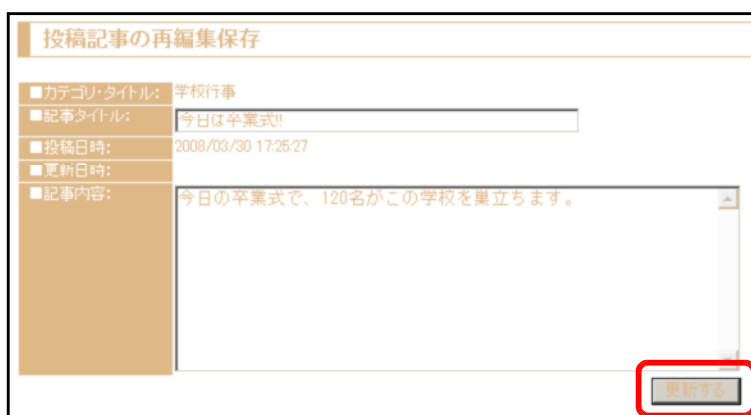 投稿記事の再編集保存
■カテゴリ・タイトル: 学校行事
■記事タイトル: 今日は卒業式!!
■投稿日時: 2008/03/30 17:25:27
■更新日時:
■記事内容: 今日の卒業式で、120名がこの学校を巣立ちます。
更新する